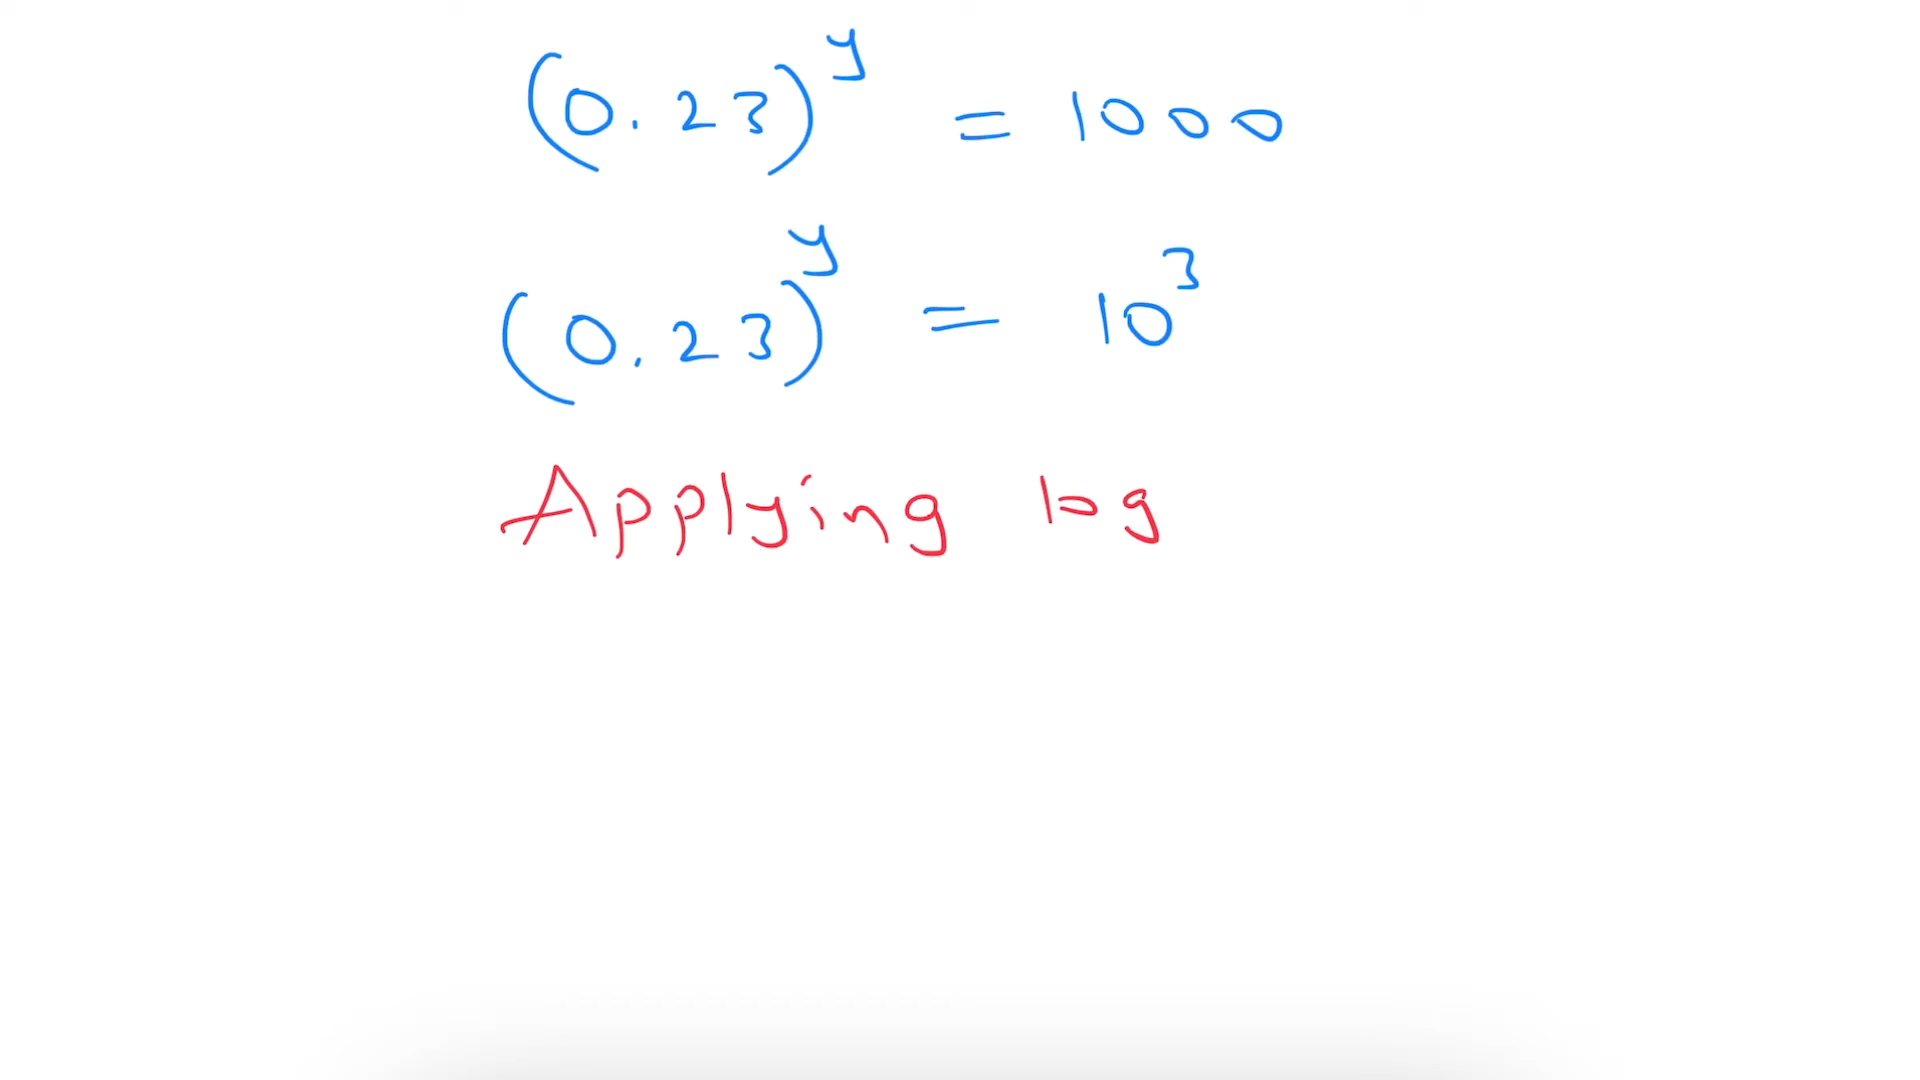 (0.23)^y = 1000
(0.23)^y = 10^3
Applying log